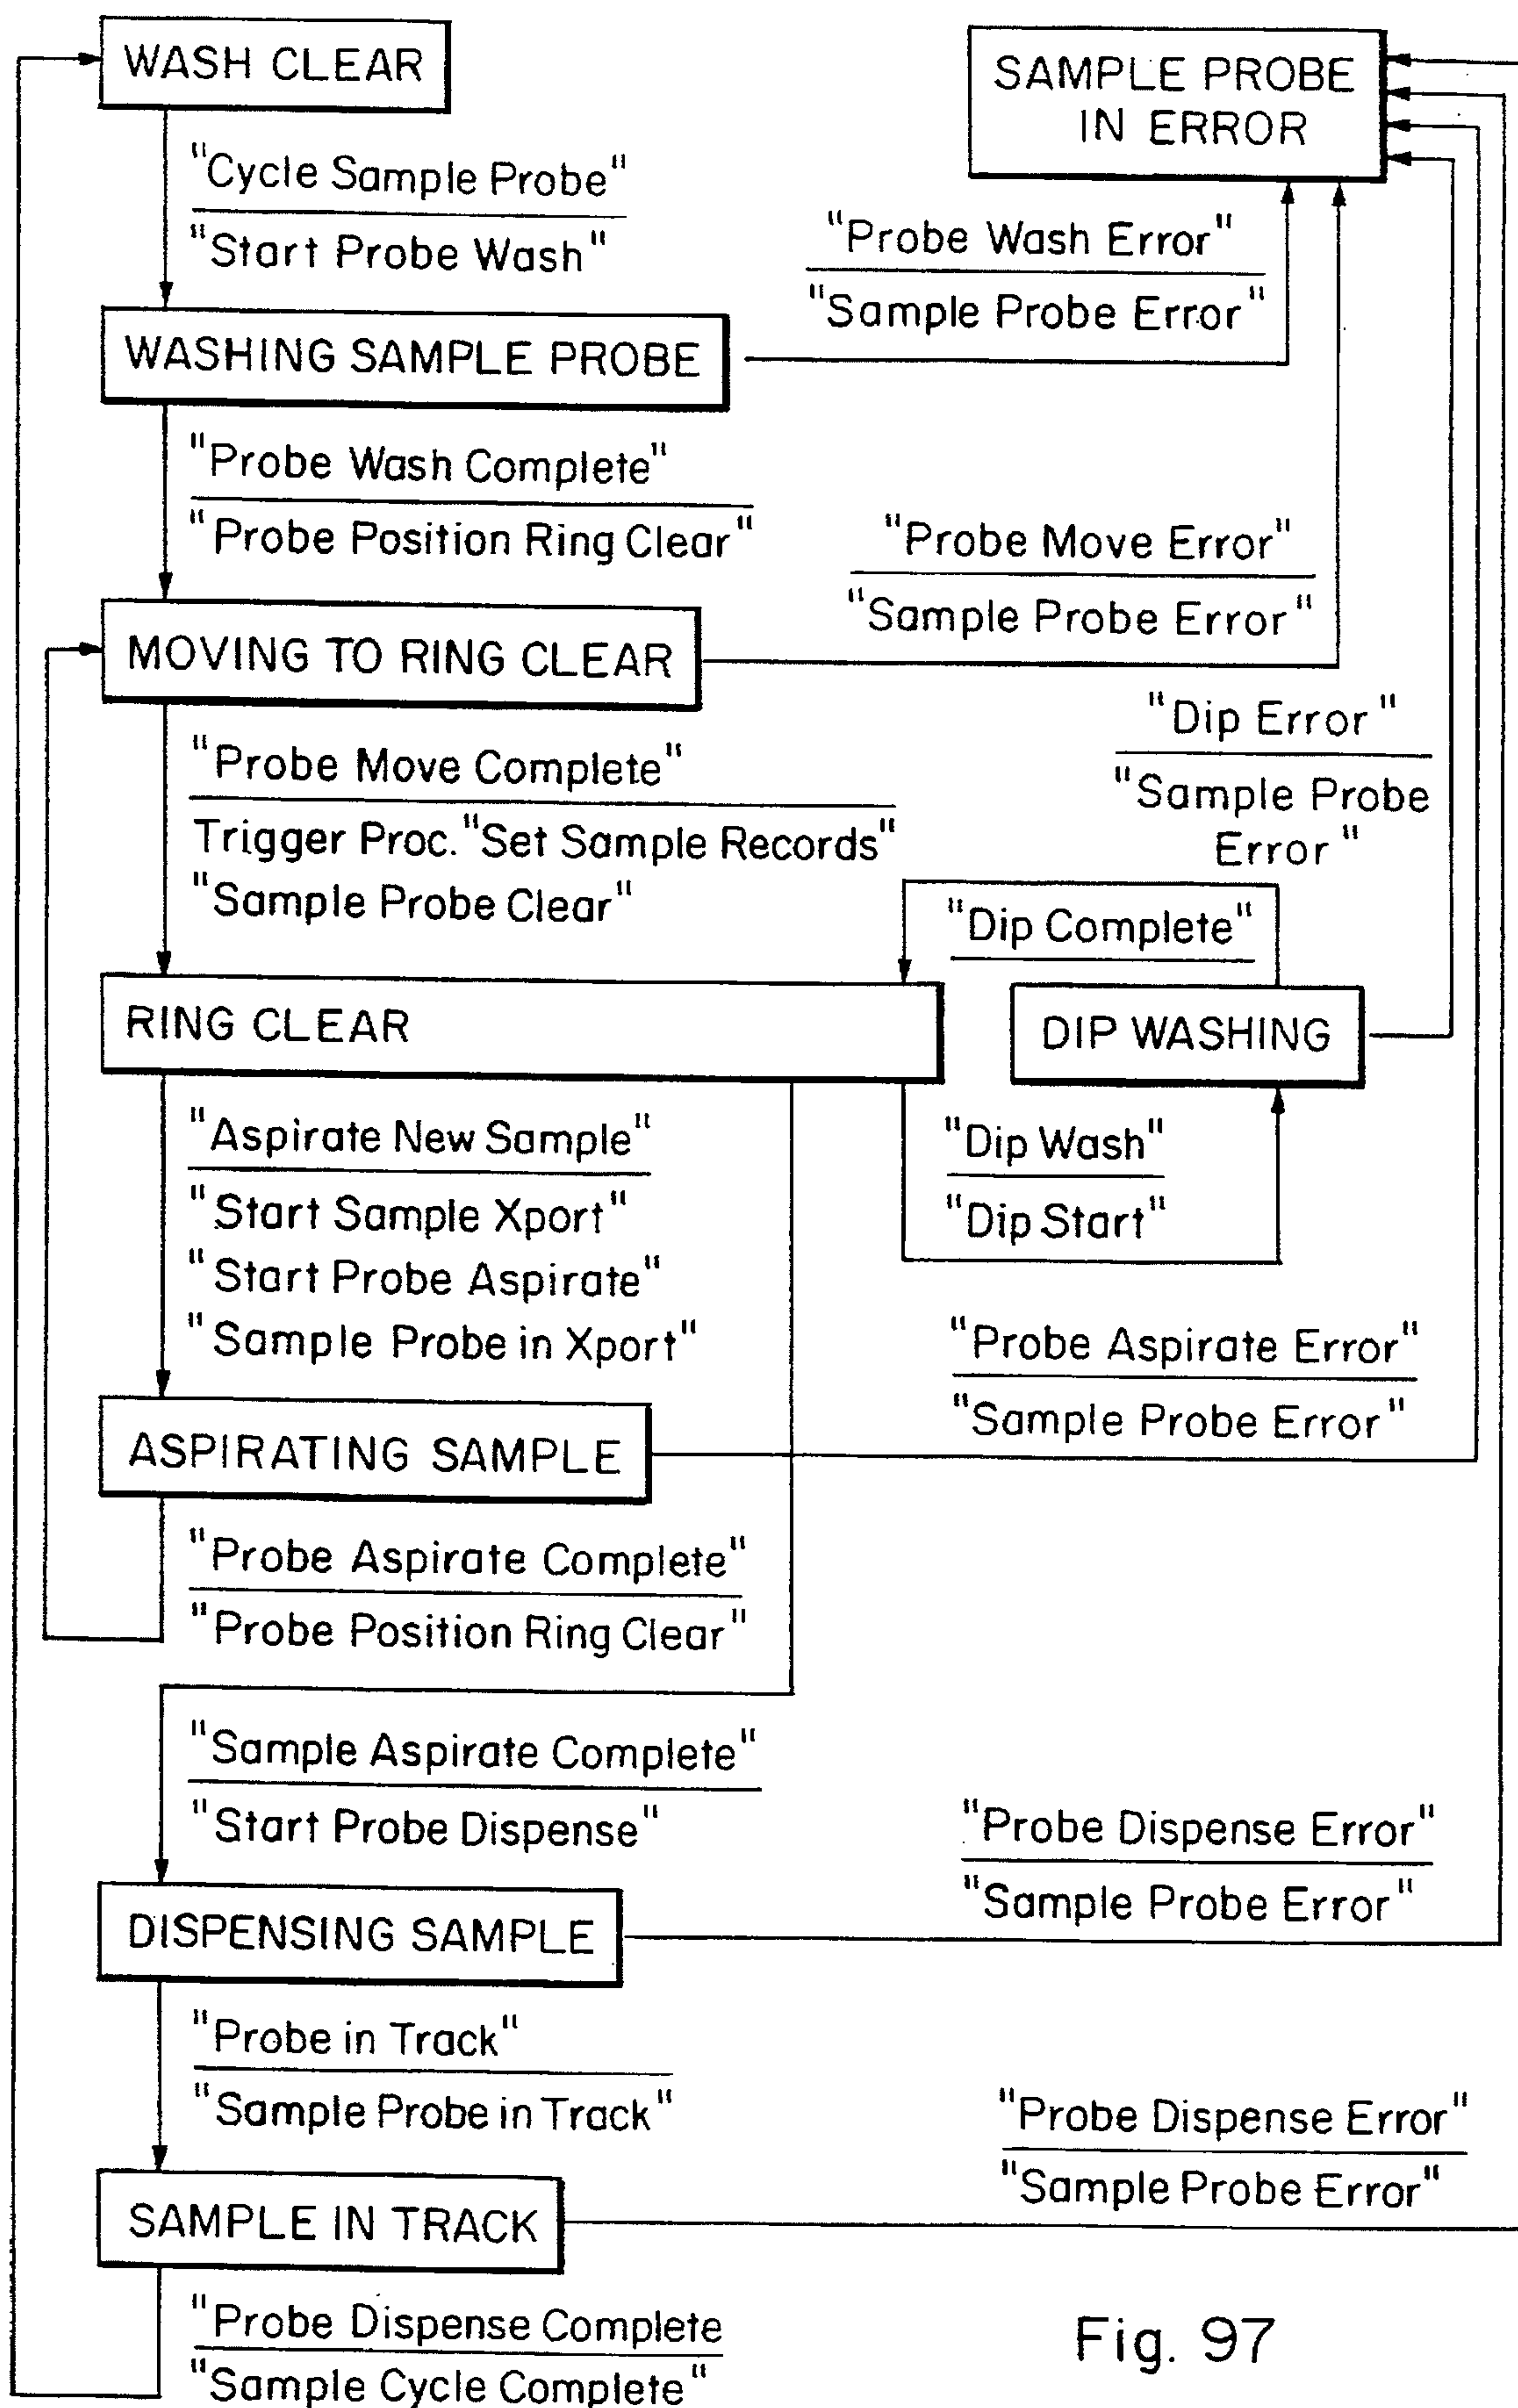 WASH CLEAR
SAMPLE PROBE
IN ERROR
"Cycle Sample Probe"
"Start Probe Wash"
"Probe Wash Error"
"Sample Probe Error"
WASHING SAMPLE PROBE
"Probe Wash Complete"
"Probe Position Ring Clear"
"Probe Move Error"
"Sample Probe Error"
MOVING TO RING CLEAR
"Dip Error"
"Sample Probe
Error"
"Probe Move Complete"
Trigger Proc. "Set Sample Records"
"Sample Probe Clear"
"Dip Complete"
RING CLEAR
DIP WASHING
"Aspirate New Sample"
"Start Sample Xport"
"Start Probe Aspirate"
"Sample Probe in Xport"
"Dip Wash"
"Dip Start"
"Probe Aspirate Error"
"Sample Probe Error"
ASPIRATING SAMPLE
"Probe Aspirate Complete"
"Probe Position Ring Clear"
"Sample Aspirate Complete"
"Start Probe Dispense"
"Probe Dispense Error"
"Sample Probe Error"
DISPENSING SAMPLE
"Probe in Track"
"Sample Probe in Track"
"Probe Dispense Error"
"Sample Probe Error"
SAMPLE IN TRACK
"Probe Dispense Complete
"Sample Cycle Complete"
Fig. 97